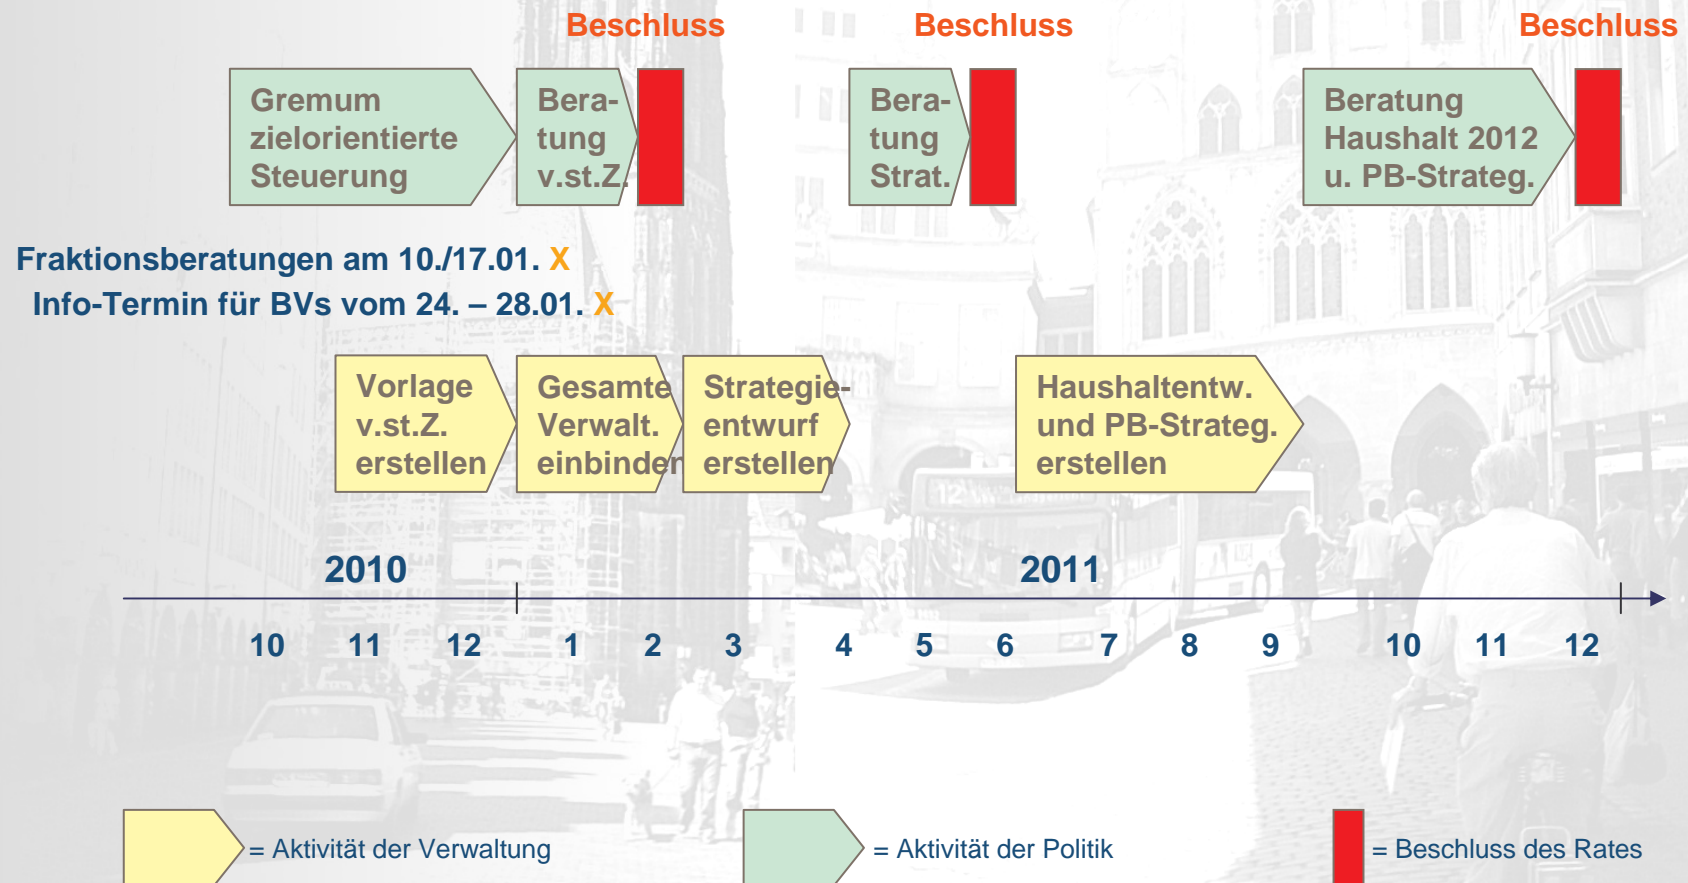 Beschluss Beschluss Beschluss
Gremum
zielorientierte
Steuerung
Bera-
tung
v.st.Z.
Bera-
tung
Strat.
Beratung
Haushalt 2012
u. PB-Strateg.
Fraktionsberatungen am 10./17.01. X
Info-Termin für BVs vom 24. – 28.01. X
Vorlage
v.st.Z.
erstellen
Gesamte
Verwalt.
einbinden
Strategie-
entwurf
erstellen
Haushaltentw.
und PB-Strateg.
erstellen
2010 2011
10 11 12 1 2 3 4 5 6 7 8 9 10 11 12
= Aktivität der Verwaltung
= Aktivität der Politik
= Beschluss des Rates